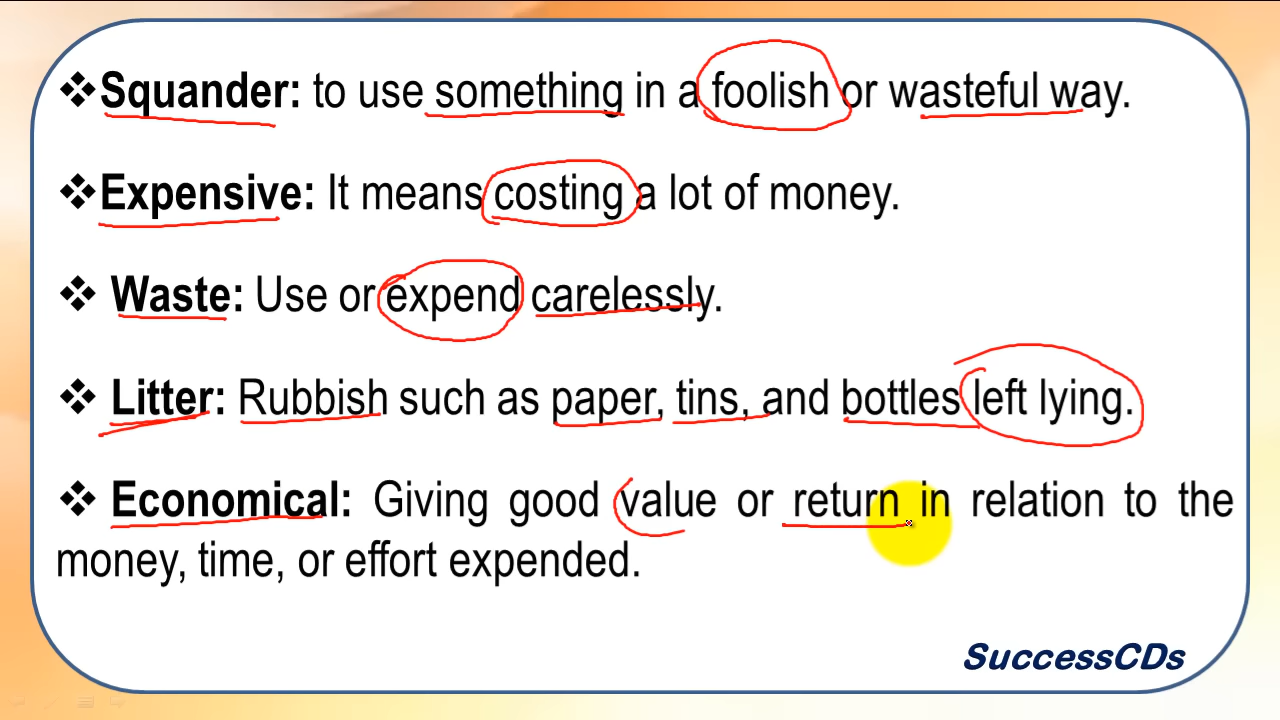 ❖Squander: to use something in a foolish or wasteful way.
❖Expensive: It means costing a lot of money.
❖ Waste: Use or expend carelessly.
❖ Litter: Rubbish such as paper, tins, and bottles left lying.
❖ Economical: Giving good value or return in relation to the
money, time, or effort expended.
SuccessCDs